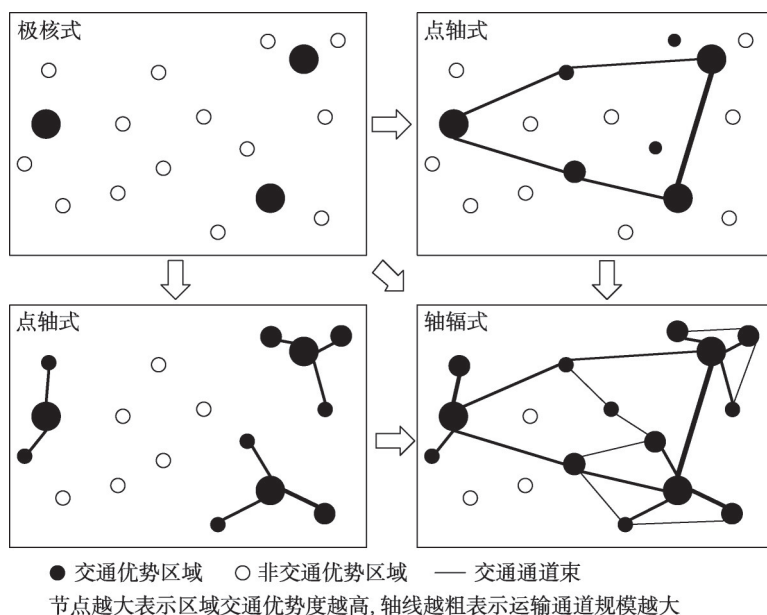 极核式
点轴式
点轴式
轴辐式
交通优势区域 非交通优势区域 交通通道束
节点越大表示区域交通优势度越高, 轴线越粗表示运输通道规模越大